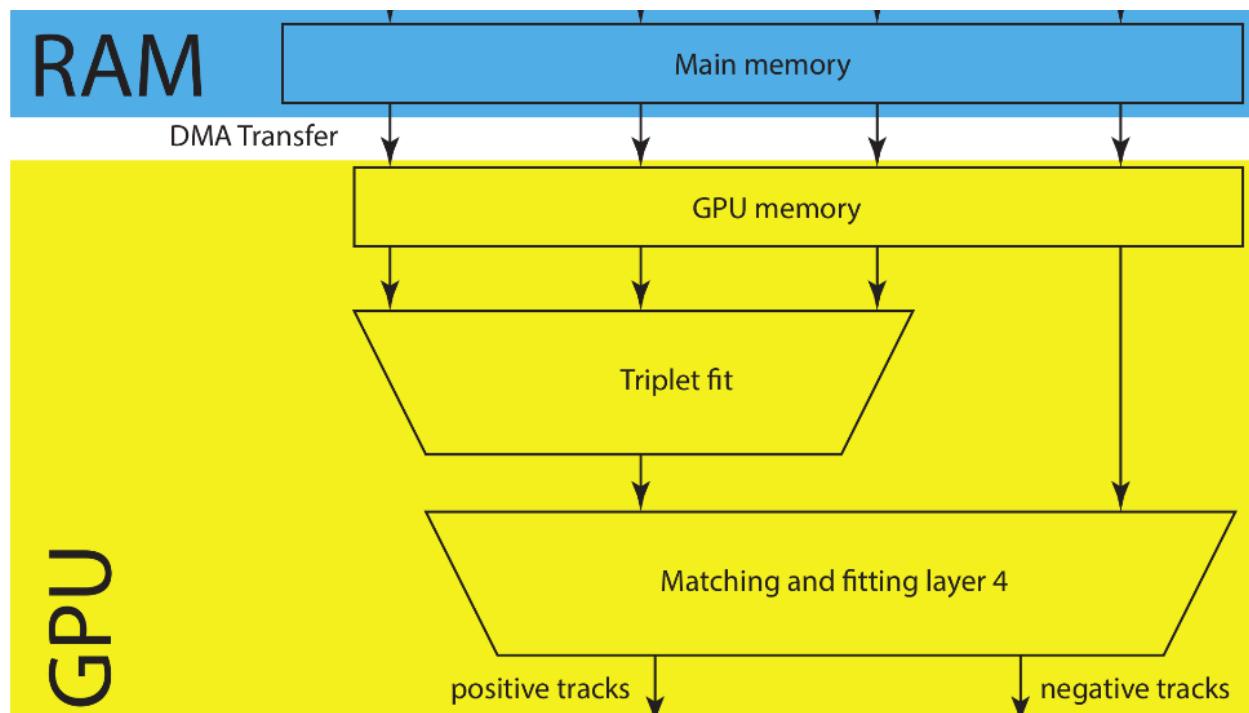 RAM
Main memory
DMA Transfer
GPU memory
Triplet fit
Matching and fitting layer 4
GPU
positive tracks
negative tracks